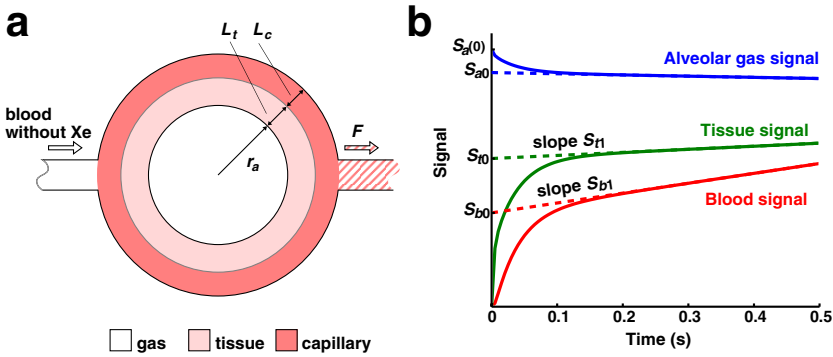 a
L_t
L_c
blood
without Xe
F
r_a
gas
tissue
capillary
b
S_a(0)
S_a0
S_t0
S_b0
Signal
Alveolar gas signal
slope S_t1
Tissue signal
slope S_b1
Blood signal
0
0.1
0.2
0.3
0.4
0.5
Time (s)